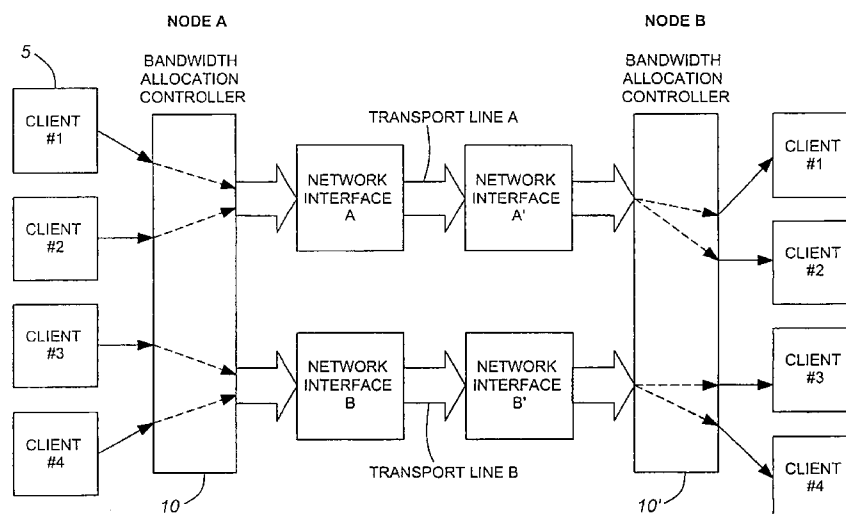 NODE A
NODE B
5
BANDWIDTH
ALLOCATION
CONTROLLER
BANDWIDTH
ALLOCATION
CONTROLLER
CLIENT
#1
CLIENT
#2
CLIENT
#3
CLIENT
#4
TRANSPORT LINE A
NETWORK
INTERFACE
A
NETWORK
INTERFACE
A'
NETWORK
INTERFACE
B
NETWORK
INTERFACE
B'
TRANSPORT LINE B
CLIENT
#1
CLIENT
#2
CLIENT
#3
CLIENT
#4
10
10'